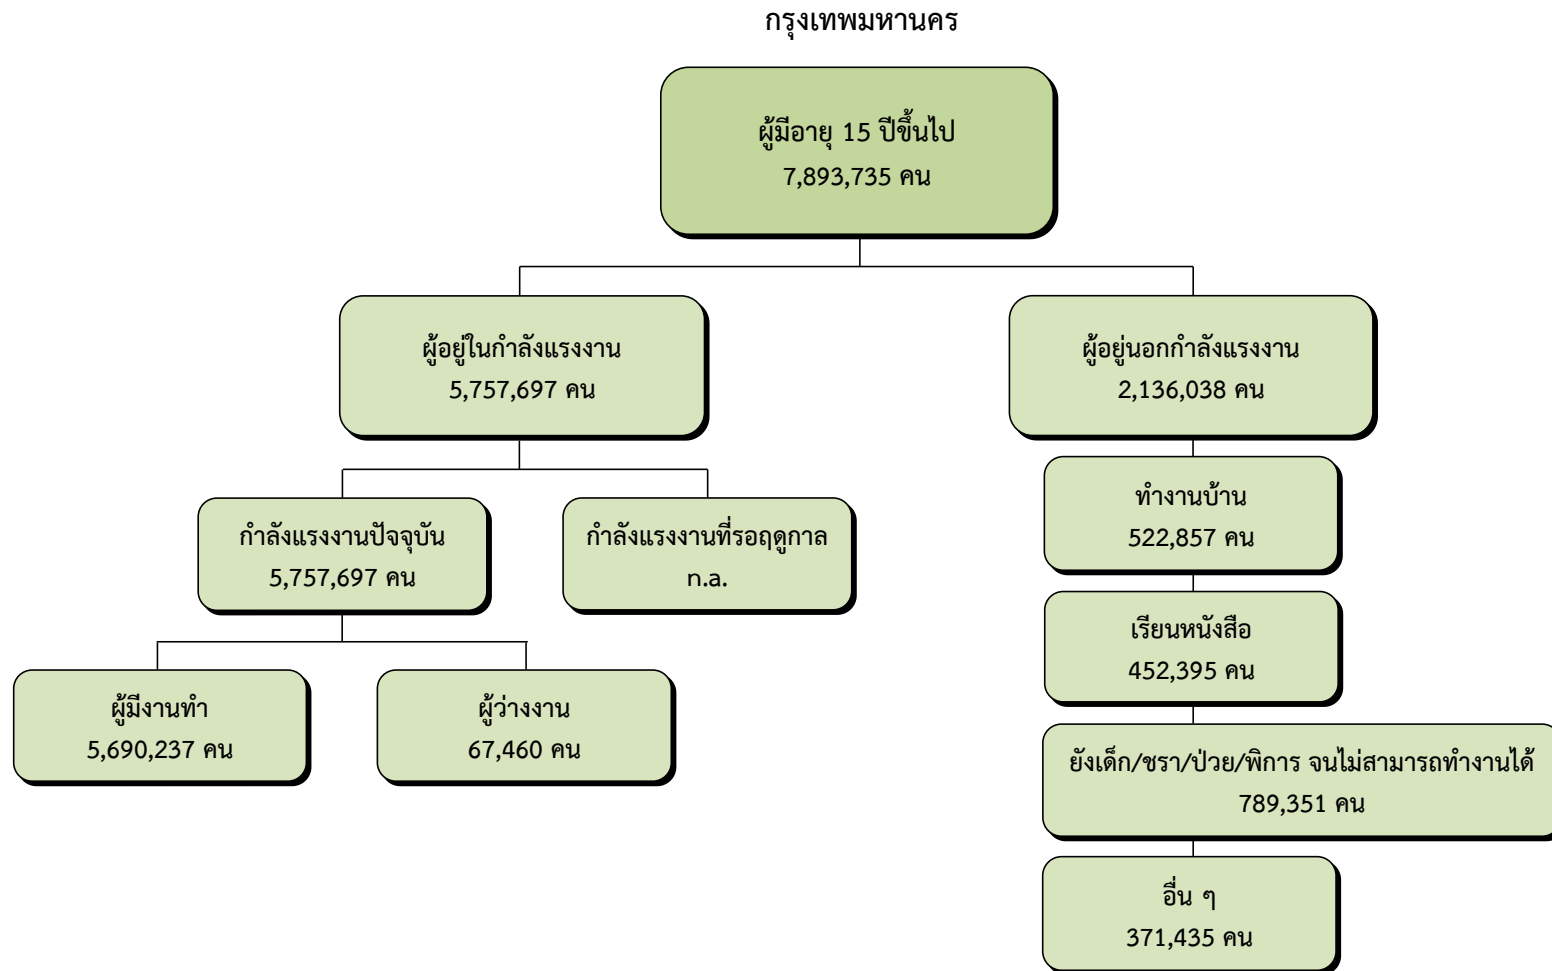 กรุงเทพมหานคร
ผู้มีอายุ 15 ปีขึ้นไป
7,893,735 คน
ผู้อยู่ในกำลังแรงงาน
5,757,697 คน
ผู้อยู่นอกกำลังแรงงาน
2,136,038 คน
กำลังแรงงานปัจจุบัน
5,757,697 คน
กำลังแรงงานที่รอฤดูกาล
n.a.
ผู้มีงานทำ
5,690,237 คน
ผู้ว่างงาน
67,460 คน
ทำงานบ้าน
522,857 คน
เรียนหนังสือ
452,395 คน
ยังเด็ก/ชรา/ป่วย/พิการ จนไม่สามารถทำงานได้
789,351 คน
อื่น ๆ
371,435 คน